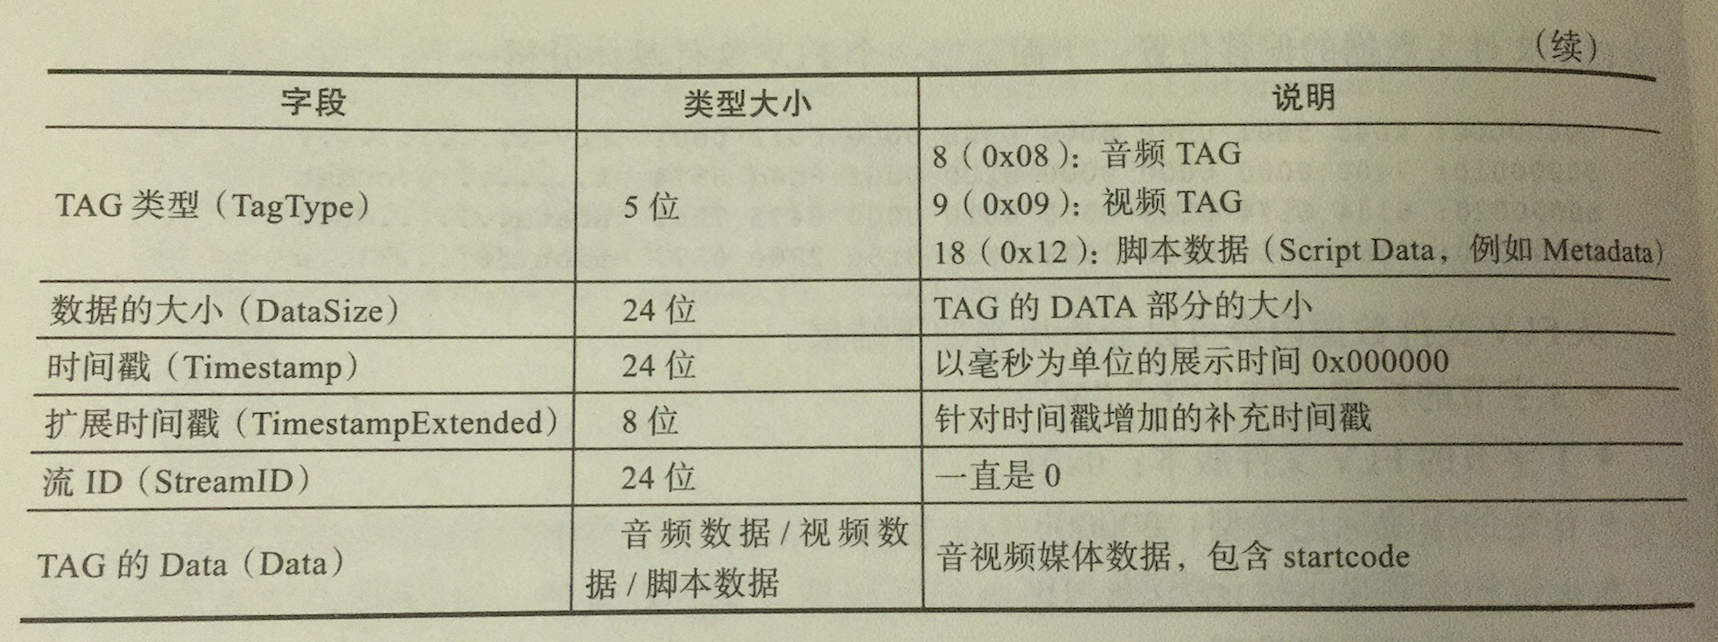 (续)
字段 类型大小 说明
8（0x08）：音频 TAG
TAG 类型（TagType） 5 位 9（0x09）：视频 TAG
18（0x12）：脚本数据（Script Data，例如 Metadata）
数据的大小（DataSize） 24 位 TAG 的 DATA 部分的大小
时间戳（Timestamp） 24 位 以毫秒为单位的展示时间 0x000000
扩展时间戳（TimestampExtended） 8 位 针对时间戳增加的补充时间戳
流 ID（StreamID） 24 位 一直是 0
TAG 的 Data（Data） 音频数据 / 视频数 音视频媒体数据，包含 startcode
据 / 脚本数据